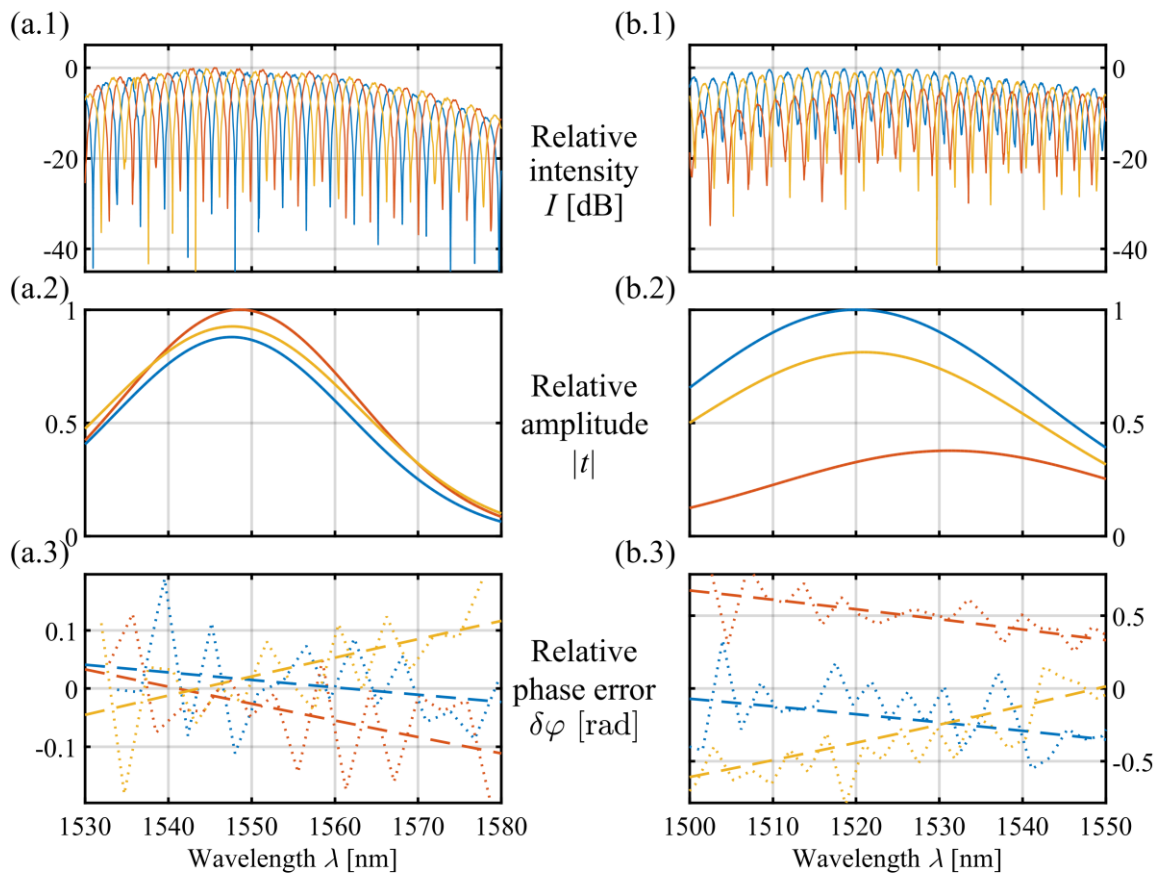 (a.1)
(b.1)
0
-20
-40
Relative
intensity
I [dB]
0
-20
-40
(a.2)
(b.2)
1
0.5
0
Relative
amplitude
|t|
1
0.5
0
(a.3)
(b.3)
0.1
0
-0.1
Relative
phase error
δφ [rad]
0.5
0
-0.5
1530 1540 1550 1560 1570 1580
1500 1510 1520 1530 1540 1550
Wavelength λ [nm]
Wavelength λ [nm]